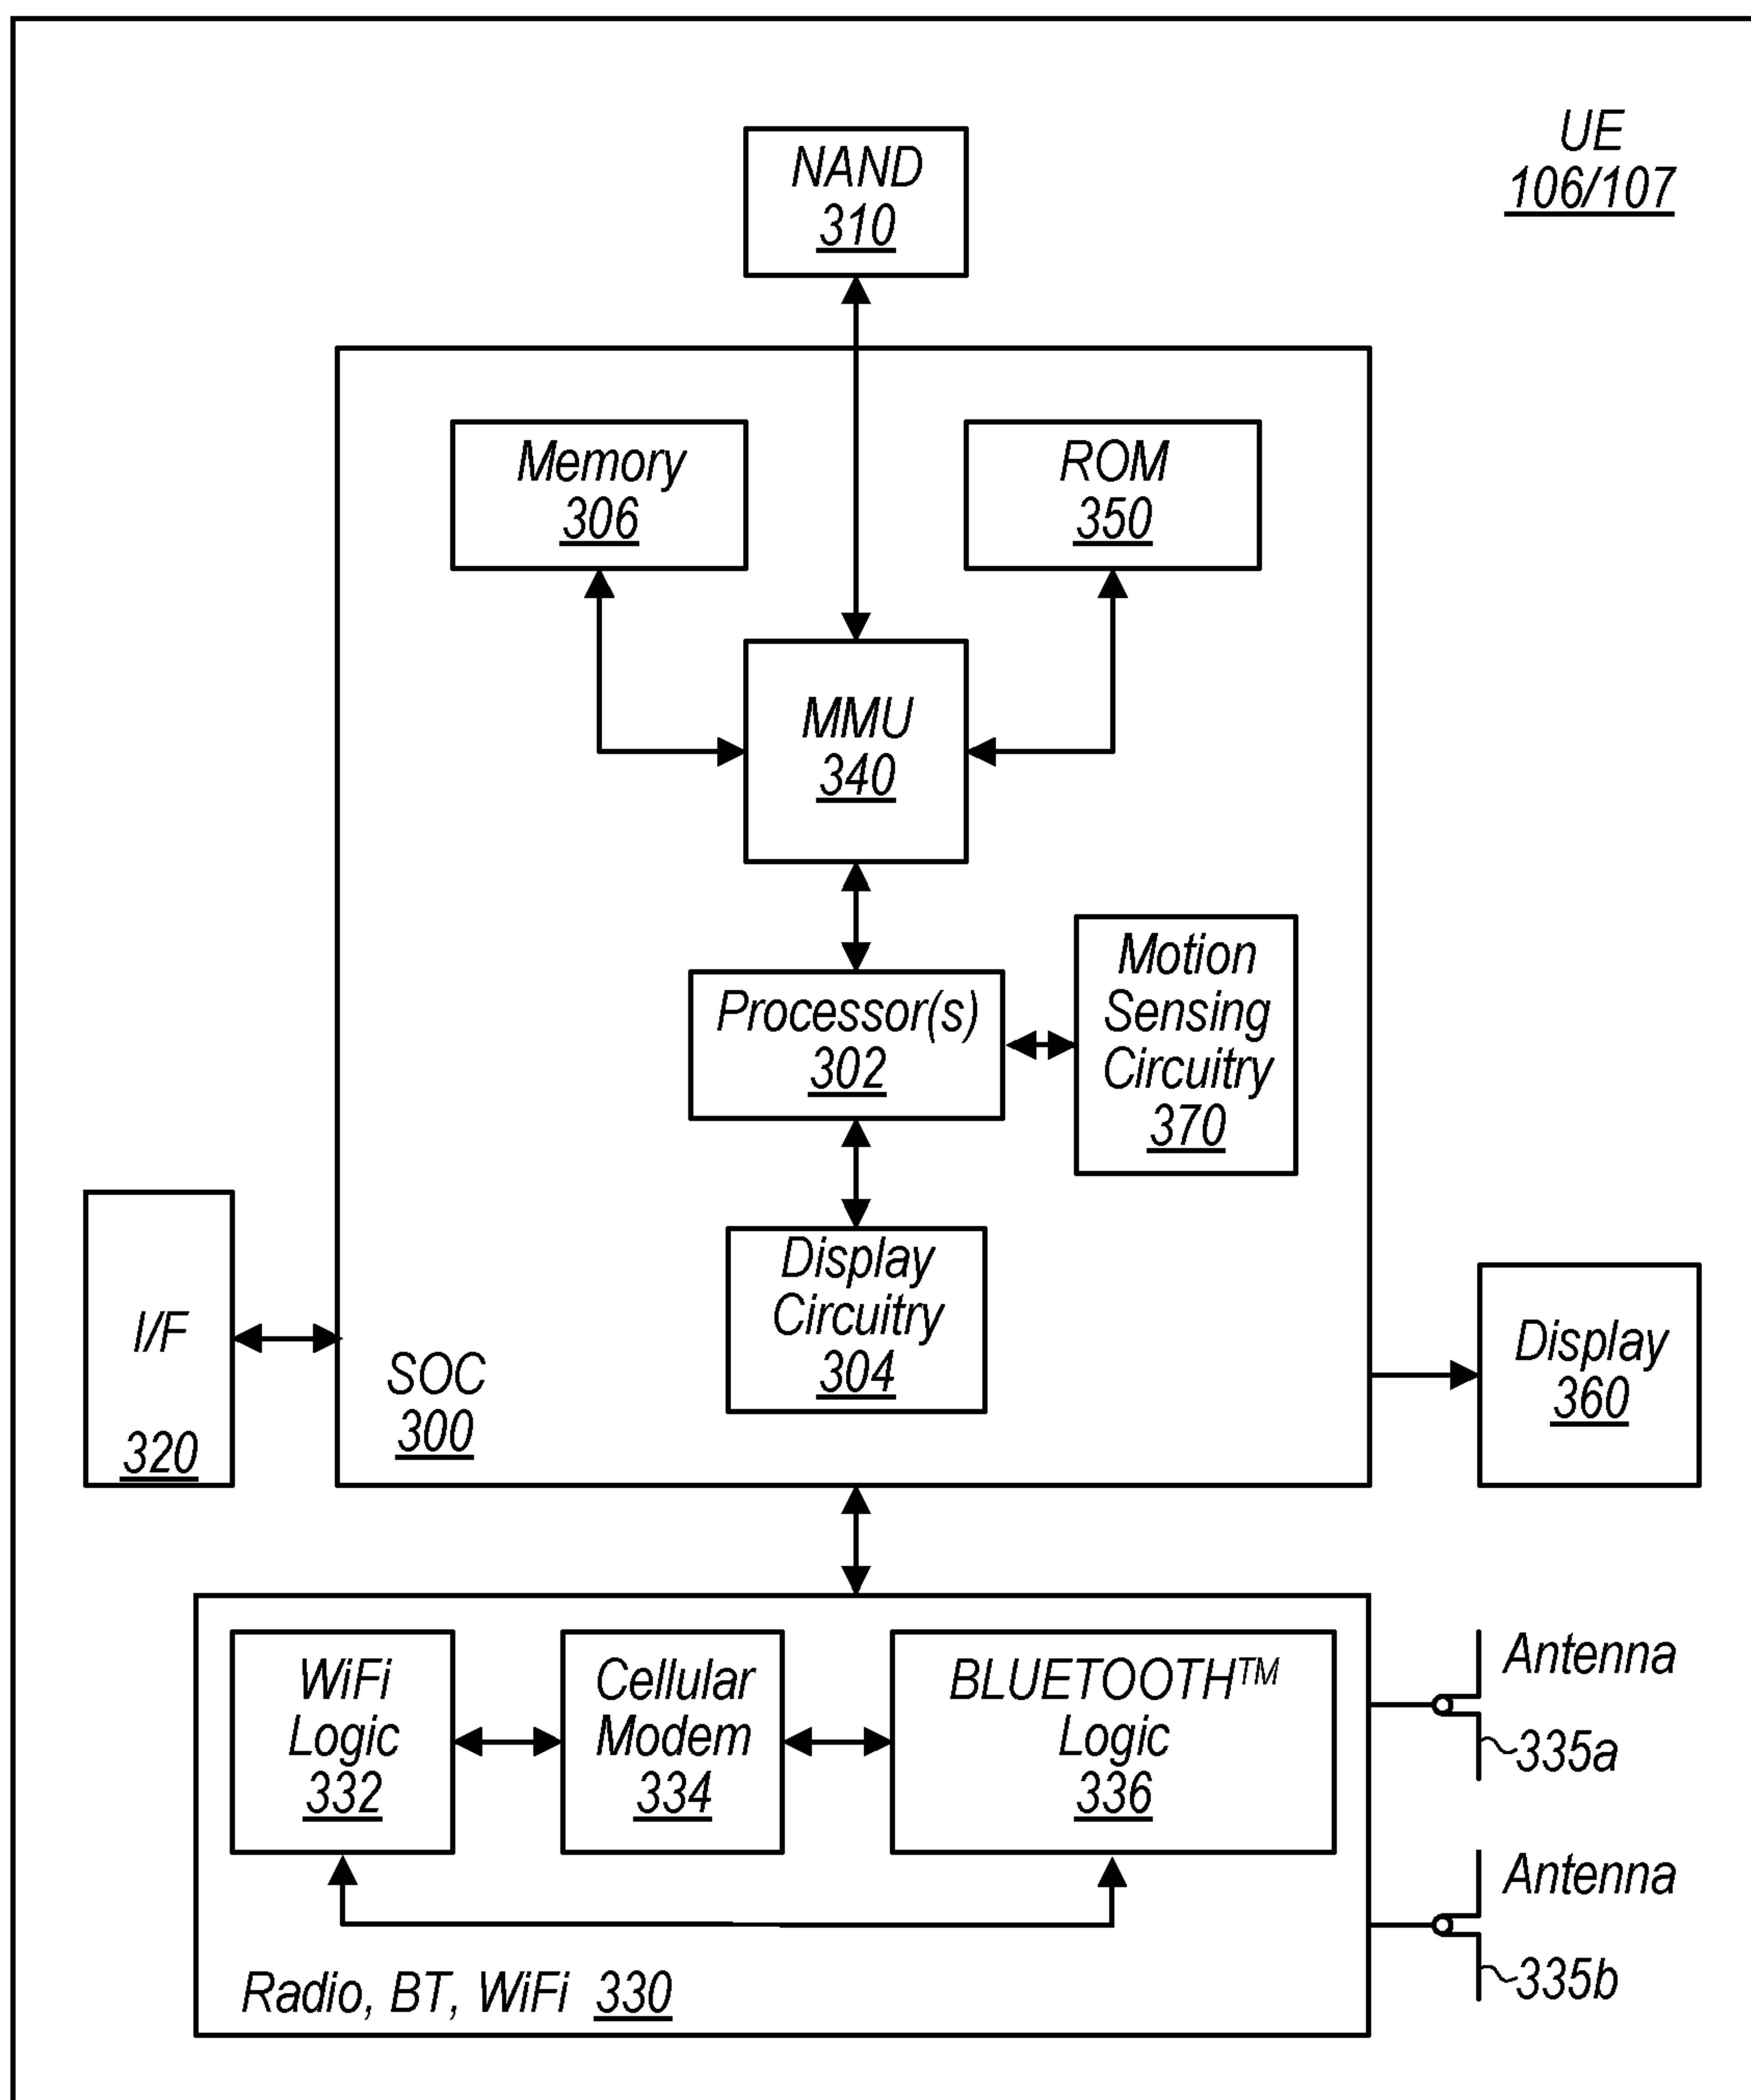 UE
106/107
NAND
310
Memory
306
ROM
350
MMU
340
Processor(s)
302
Motion
Sensing
Circuitry
370
Display
Circuitry
304
I/F
320
SOC
300
Display
360
WiFi
Logic
332
Cellular
Modem
334
BLUETOOTH™
Logic
336
Antenna
335a
Antenna
335b
Radio, BT, WiFi 330